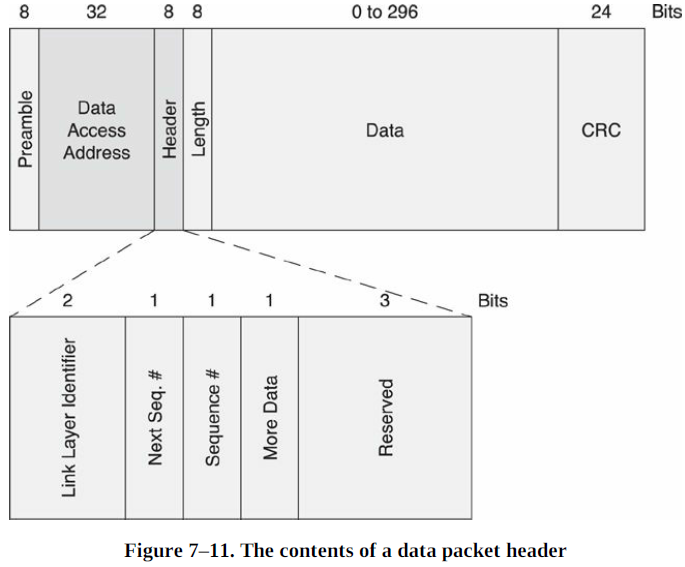 8 32 8 8 0 to 296 24 Bits
Preamble
Data
Access
Address
Header
Length
Data
CRC
2 1 1 1 3 Bits
Link Layer Identifier
Next Seq. #
Sequence #
More Data
Reserved
Figure 7–11. The contents of a data packet header